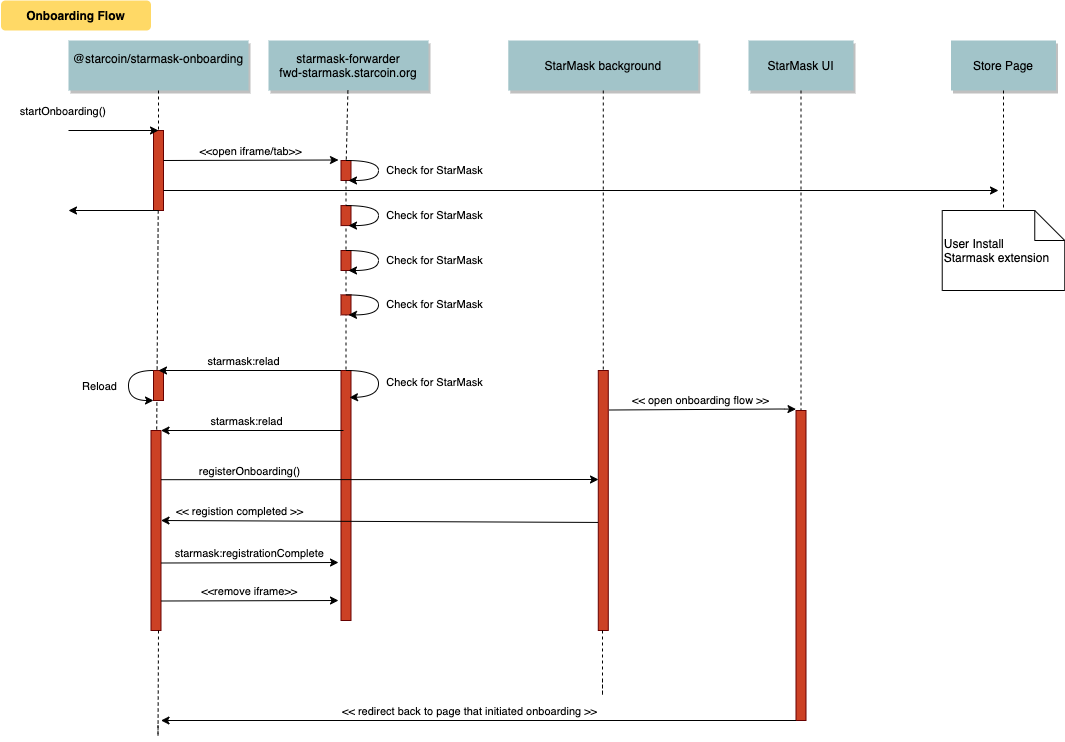 Onboarding Flow
@starcoin/starmask-onboarding
starmask-forwarder
fwd-starmask.starcoin.org
StarMask background
StarMask UI
Store Page
startOnboarding()
<<open iframe/tab>>
Check for StarMask
Check for StarMask
User Install
Starmask extension
Check for StarMask
Check for StarMask
starmask:relad
Reload
Check for StarMask
<< open onboarding flow >>
starmask:relad
registerOnboarding()
<< registion completed >>
starmask:registrationComplete
<<remove iframe>>
<< redirect back to page that initiated onboarding >>